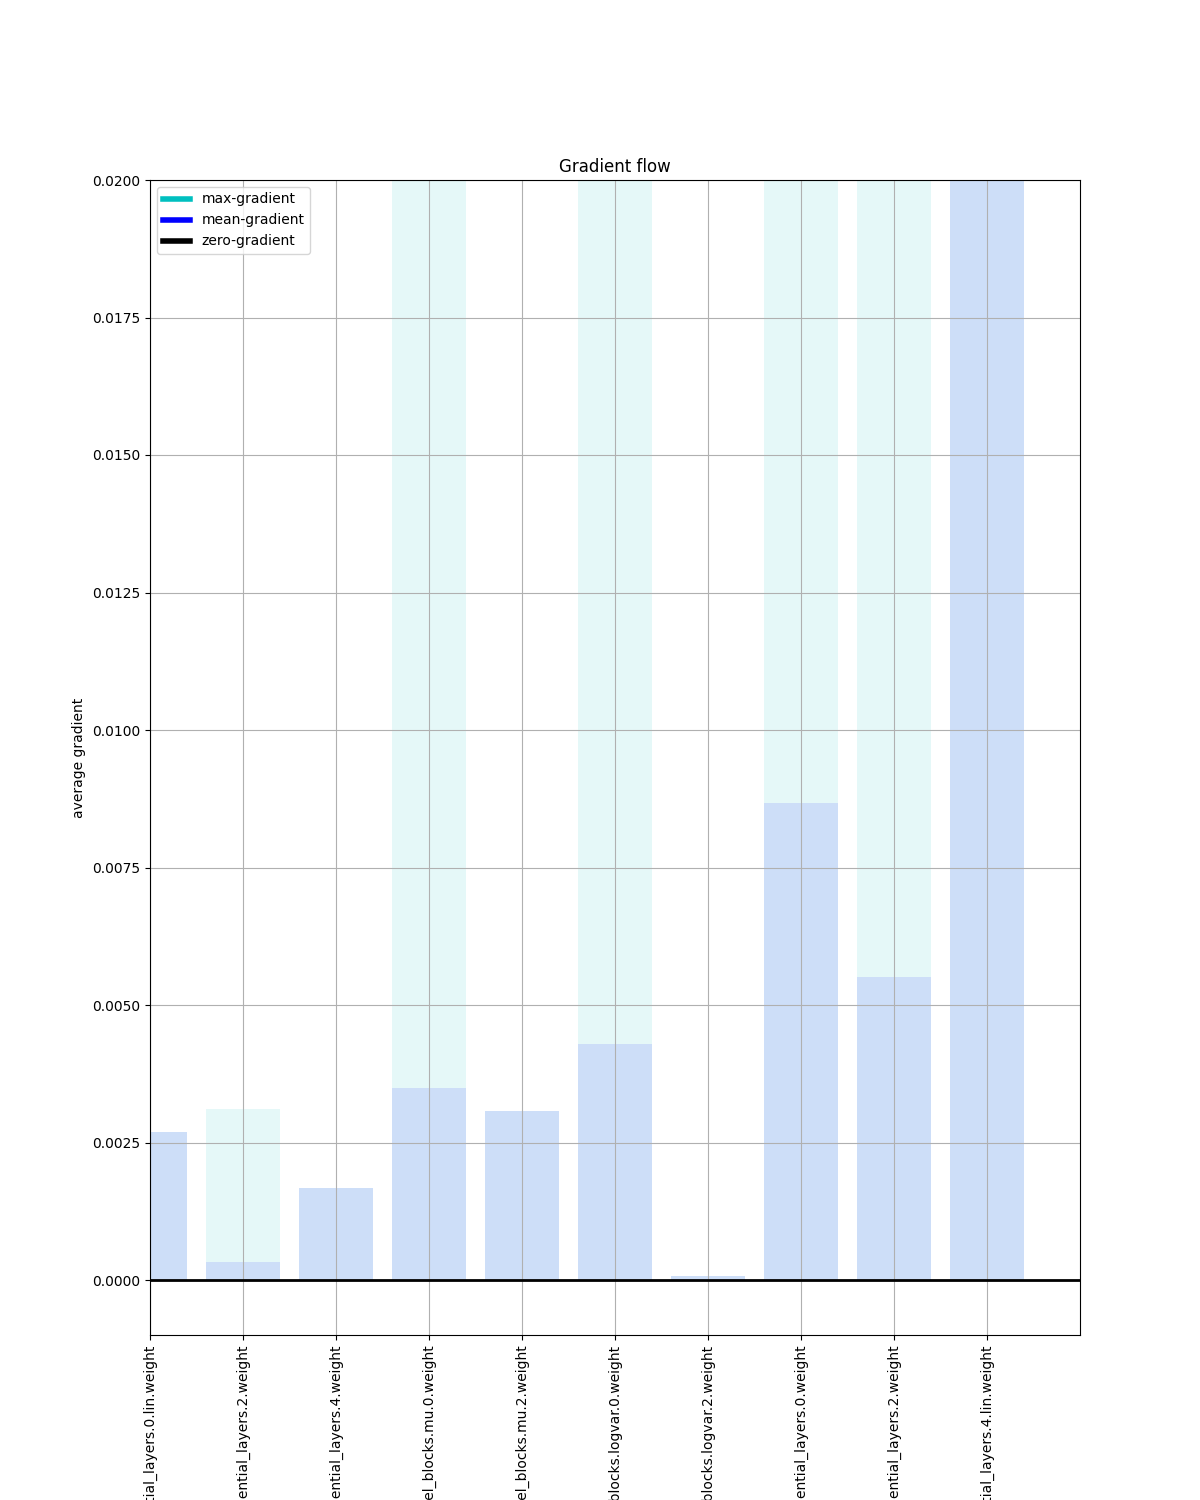 Gradient flow
max-gradient
mean-gradient
zero-gradient
0.0200
0.0175
0.0150
0.0125
0.0100
0.0075
0.0050
0.0025
0.0000
average gradient
tial_layers.0.lin.weight
ential_layers.2.weight
ential_layers.4.weight
el_blocks.mu.0.weight
el_blocks.mu.2.weight
blocks.logvar.0.weight
blocks.logvar.2.weight
ential_layers.0.weight
ential_layers.2.weight
tial_layers.4.lin.weight